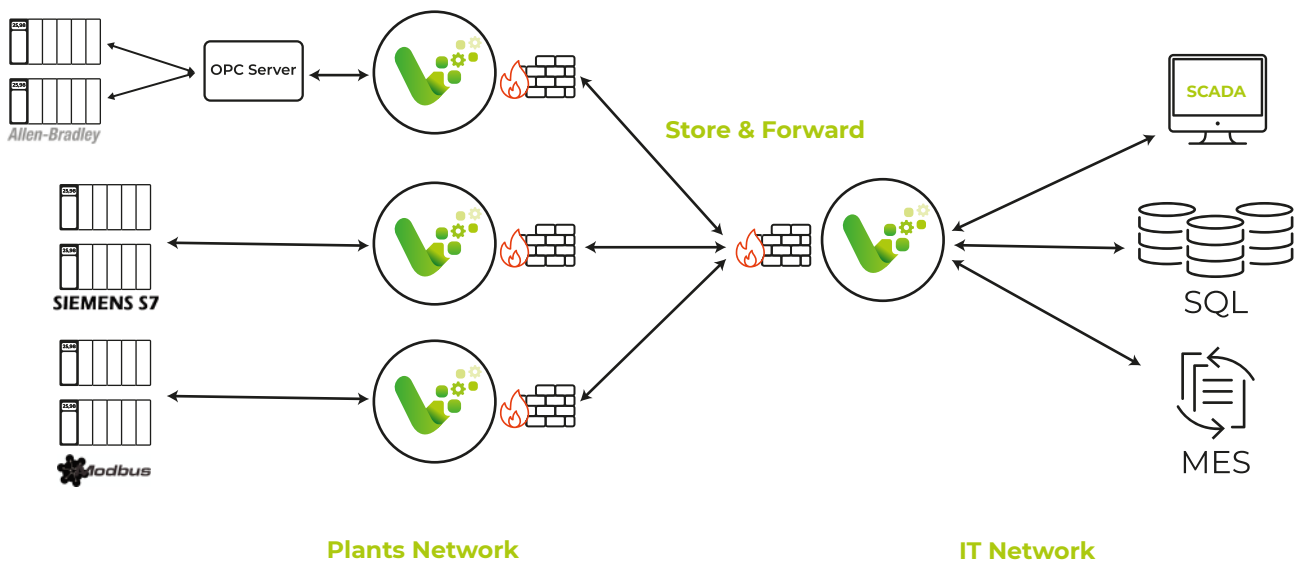 25,90
25,90
Allen-Bradley
OPC Server
Store & Forward
SCADA
25,90
25,90
SIEMENS S7
SQL
25,90
25,90
Modbus
MES
Plants Network
IT Network